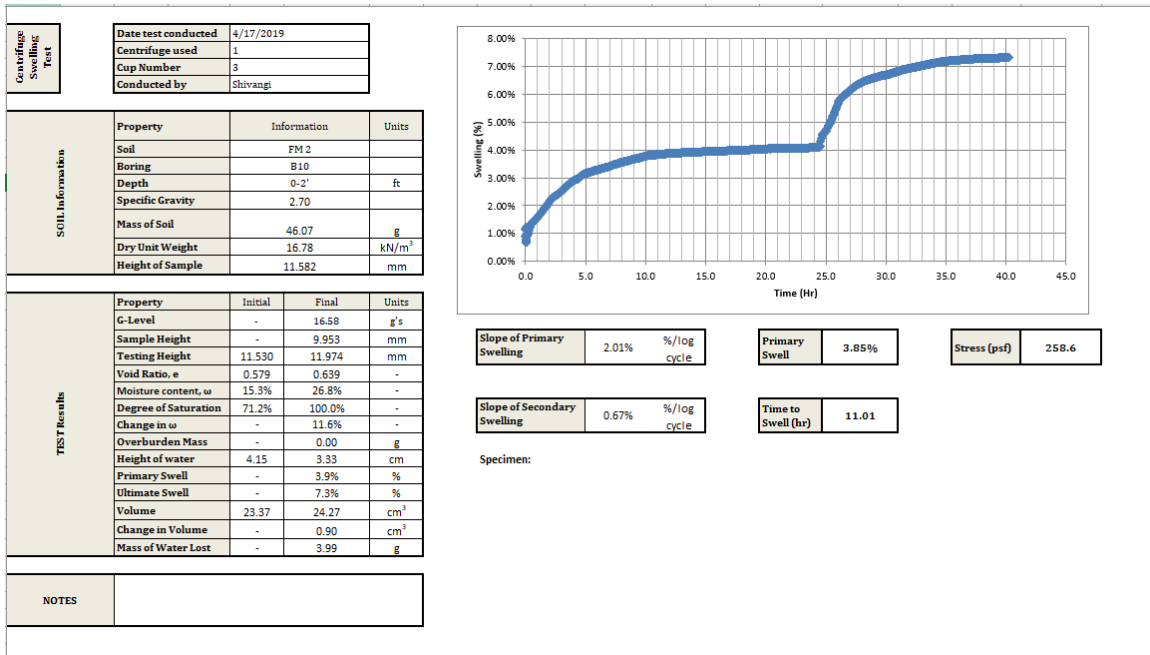 Centrifuge
Swelling
Test
Date test conducted 4/17/2019
Centrifuge used 1
Cup Number 3
Conducted by Shivangi
SOIL Information
Property Information Units
Soil FM 2
Boring B10
Depth 0-2' ft
Specific Gravity 2.70
Mass of Soil 46.07 g
Dry Unit Weight 16.78 kN/m³
Height of Sample 11.582 mm
TEST Results
Property Initial Final Units
G-Level - 16.58 g's
Sample Height - 9.953 mm
Testing Height 11.530 11.974 mm
Void Ratio, e 0.579 0.639 -
Moisture content, ω 15.3% 26.8% -
Degree of Saturation 71.2% 100.0% -
Change in ω - 11.6% -
Overburden Mass - 0.00 g
Height of water 4.15 3.33 cm
Primary Swell - 3.9% %
Ultimate Swell - 7.3% %
Volume 23.37 24.27 cm³
Change in Volume - 0.90 cm³
Mass of Water Lost - 3.99 g
NOTES
8.00%
7.00%
6.00%
5.00%
4.00%
3.00%
2.00%
1.00%
0.00%
Swelling (%)
0.0 5.0 10.0 15.0 20.0 25.0 30.0 35.0 40.0 45.0
Time (Hr)
Slope of Primary
Swelling
2.01%
%/log
cycle
Primary
Swell
3.85%
Stress (psf) 258.6
Slope of Secondary
Swelling
0.67%
%/log
cycle
Time to
Swell (hr)
11.01
Specimen: